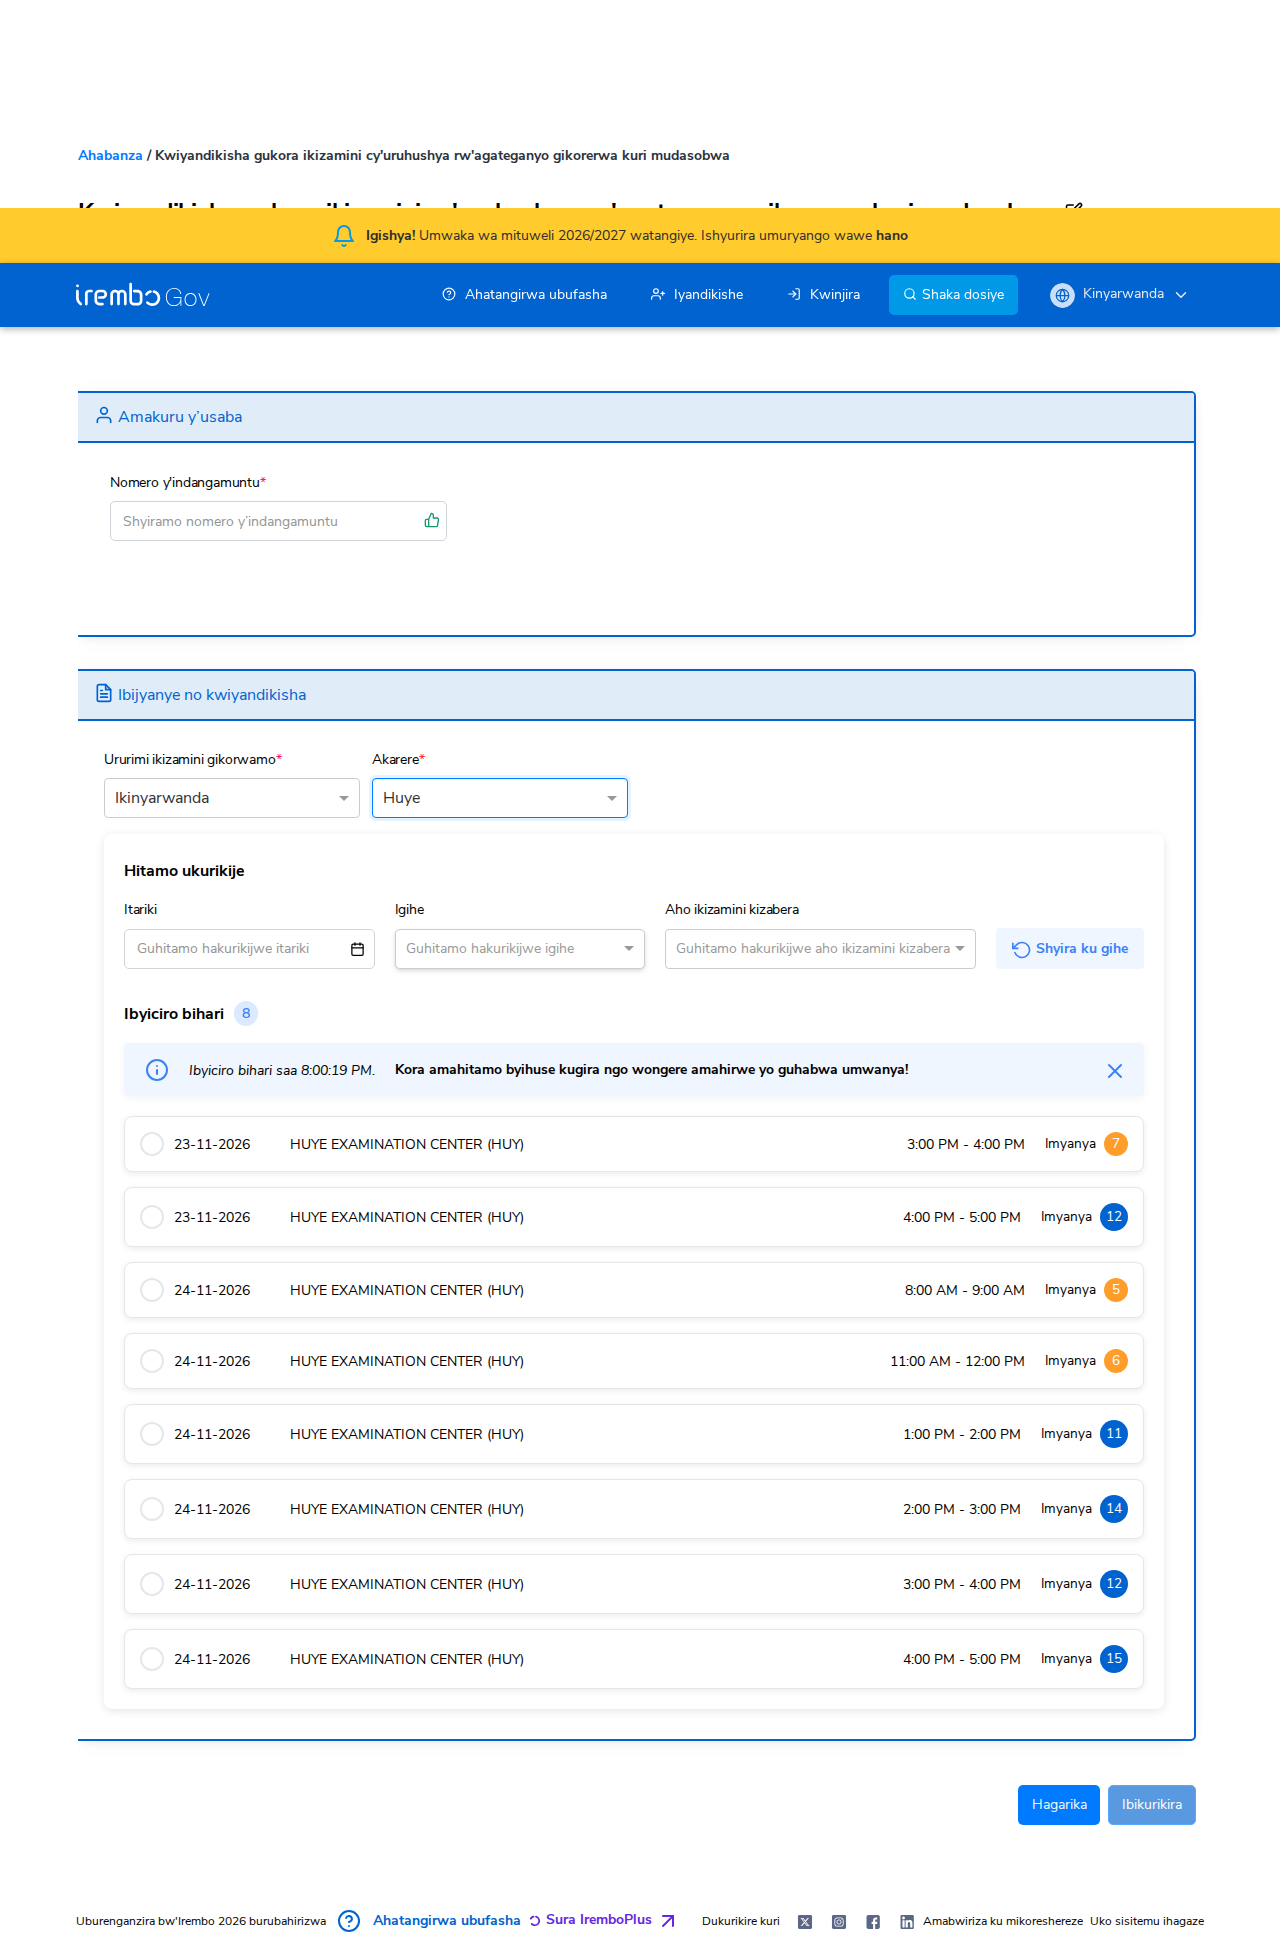 Ahabanza / Kwiyandikisha gukora ikizamini cy'uruhushya rw'agateganyo gikorerwa kuri mudasobwa
Igishya! Umwaka wa mituweli 2026/2027 watangiye. Ishyurira umuryango wawe hano
irembo Gov
Ahatangirwa ubufasha
Iyandikishe
Kwinjira
Shaka dosiye
Kinyarwanda
Amakuru y’usaba
Nomero y'indangamuntu*
Shyiramo nomero y’indangamuntu
Ibijyanye no kwiyandikisha
Ururimi ikizamini gikorwamo* Akarere*
Ikinyarwanda Huye
Hitamo ukurikije
Itariki Igihe Aho ikizamini kizabera
Guhitamo hakurikijwe itariki Guhitamo hakurikijwe igihe Guhitamo hakurikijwe aho ikizamini kizabera Shyira ku gihe
Ibyiciro bihari 8
Ibyiciro bihari saa 8:00:19 PM. Kora amahitamo byihuse kugira ngo wongere amahirwe yo guhabwa umwanya!
23-11-2026 HUYE EXAMINATION CENTER (HUY) 3:00 PM - 4:00 PM Imyanya 7
23-11-2026 HUYE EXAMINATION CENTER (HUY) 4:00 PM - 5:00 PM Imyanya 12
24-11-2026 HUYE EXAMINATION CENTER (HUY) 8:00 AM - 9:00 AM Imyanya 5
24-11-2026 HUYE EXAMINATION CENTER (HUY) 11:00 AM - 12:00 PM Imyanya 6
24-11-2026 HUYE EXAMINATION CENTER (HUY) 1:00 PM - 2:00 PM Imyanya 11
24-11-2026 HUYE EXAMINATION CENTER (HUY) 2:00 PM - 3:00 PM Imyanya 14
24-11-2026 HUYE EXAMINATION CENTER (HUY) 3:00 PM - 4:00 PM Imyanya 12
24-11-2026 HUYE EXAMINATION CENTER (HUY) 4:00 PM - 5:00 PM Imyanya 15
Hagarika Ibikurikira
Uburenganzira bw'Irembo 2026 burubahirizwa Ahatangirwa ubufasha Sura IremboPlus Dukurikire kuri Amabwiriza ku mikoreshereze Uko sisitemu ihagaze